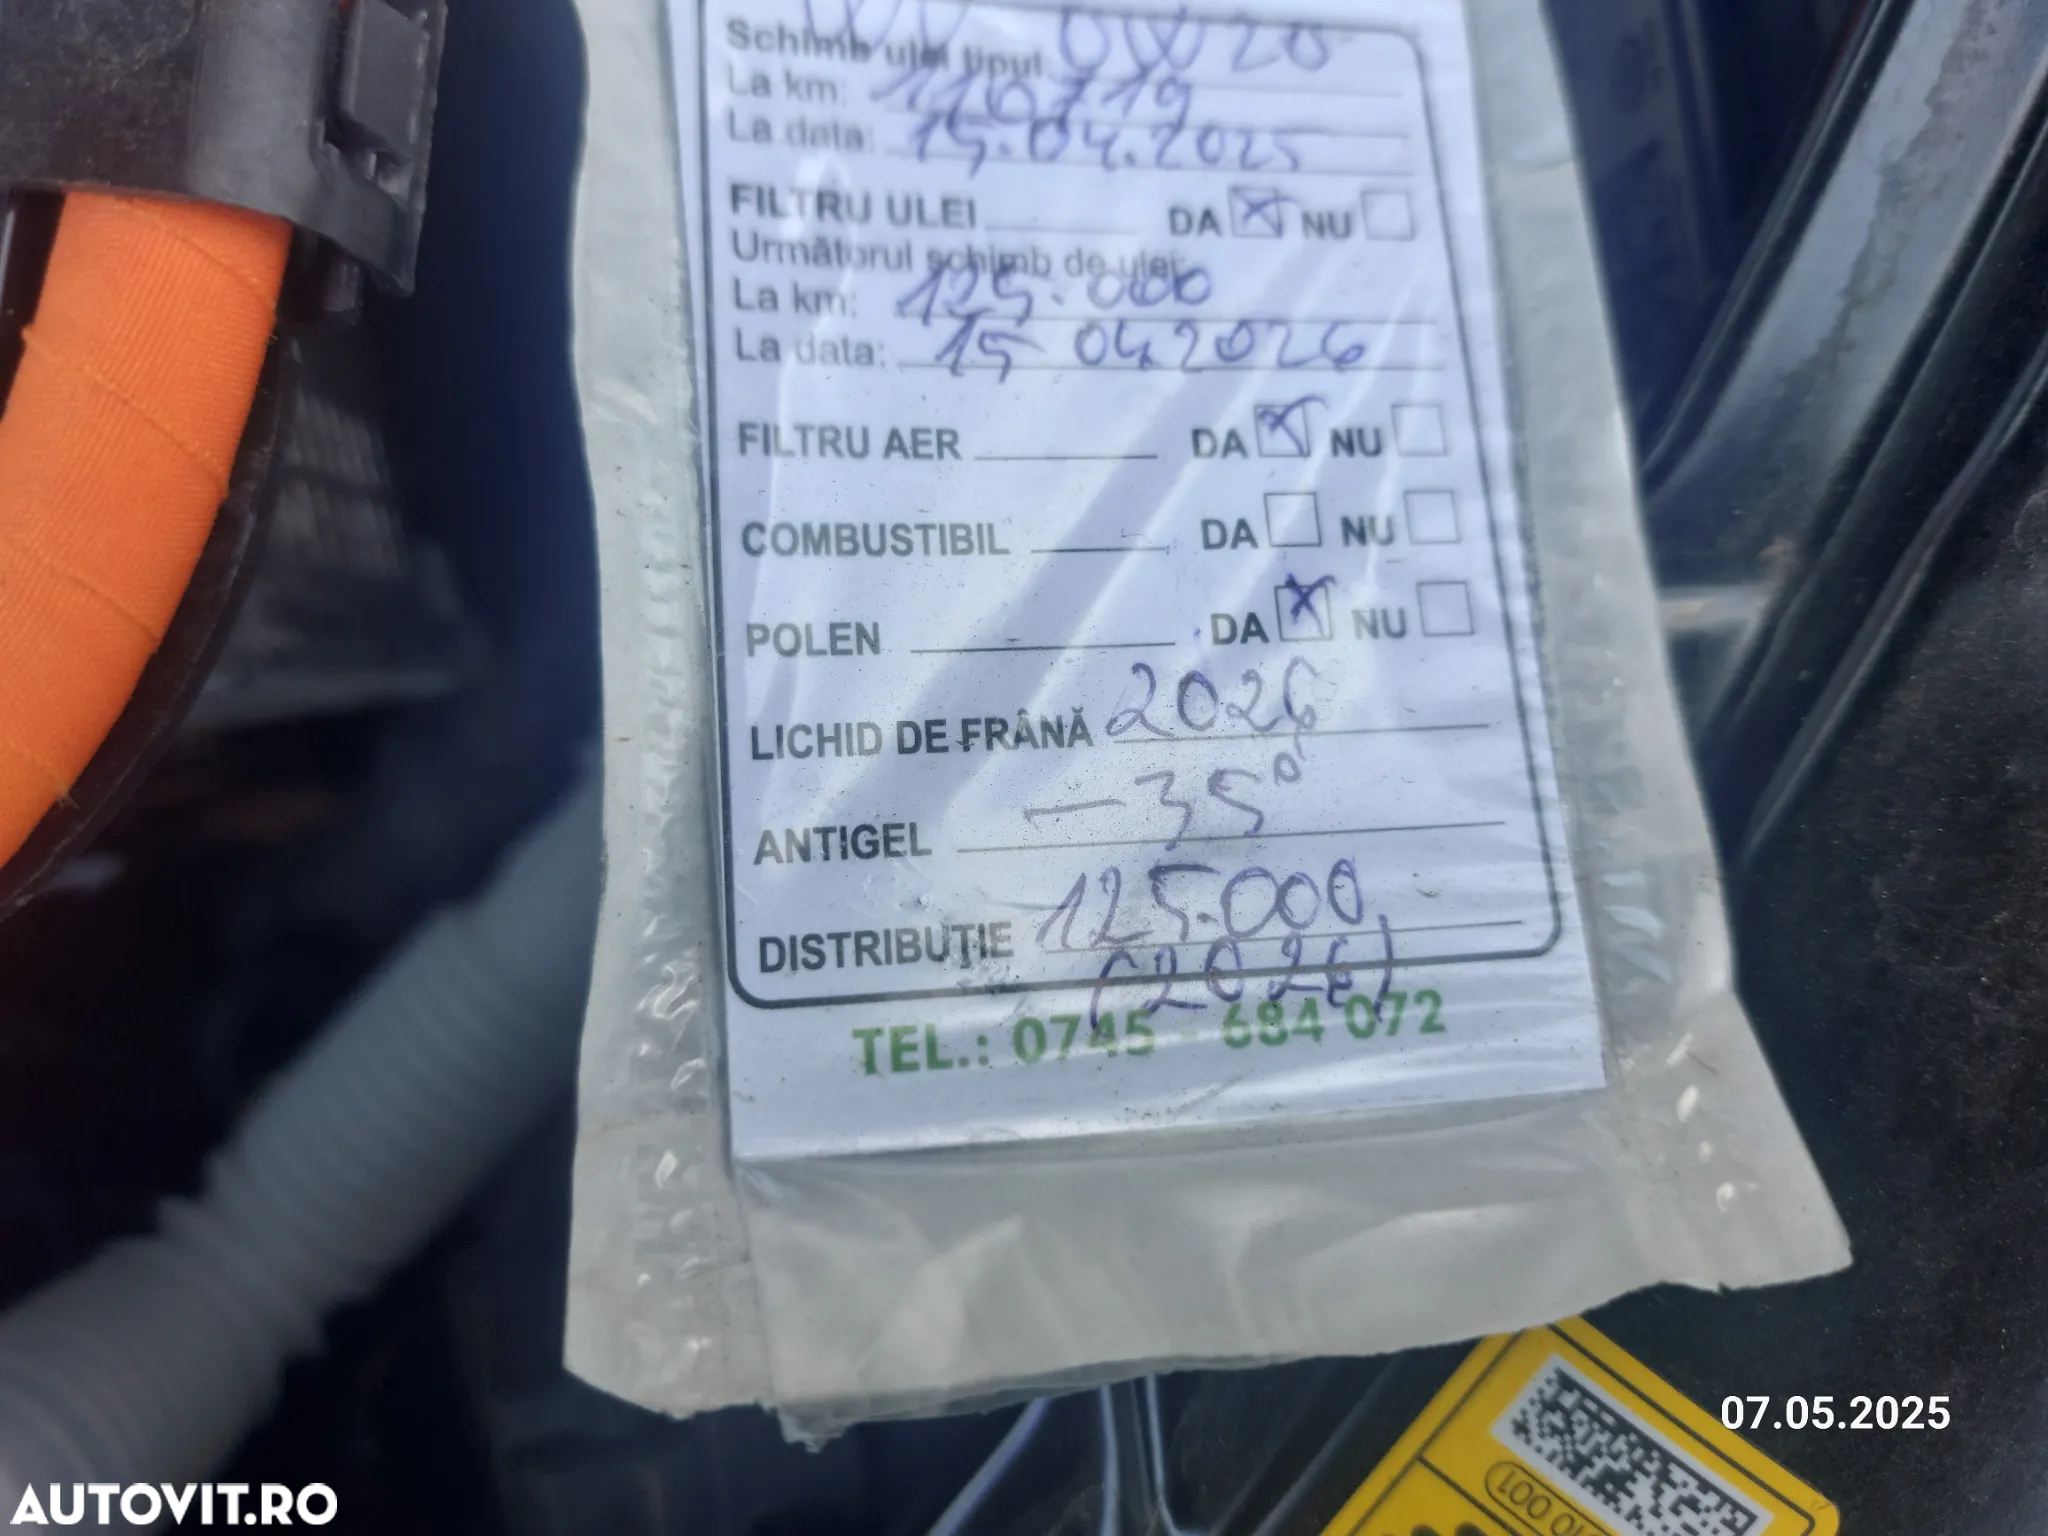 Schimb ulei tipul: 0W20
La km: 116719
La data: 15.04.2025
FILTRU ULEI DA X NU
Următorul schimb de ulei:
La km: 125.000
La data: 15 04.2026
FILTRU AER DA X NU
COMBUSTIBIL DA NU
POLEN DA X NU
LICHID DE FRÂNĂ 2026
ANTIGEL -35°
DISTRIBUȚIE 125.000
(2026)
TEL.: 0745 - 684 072
07.05.2025
AUTOVIT.RO